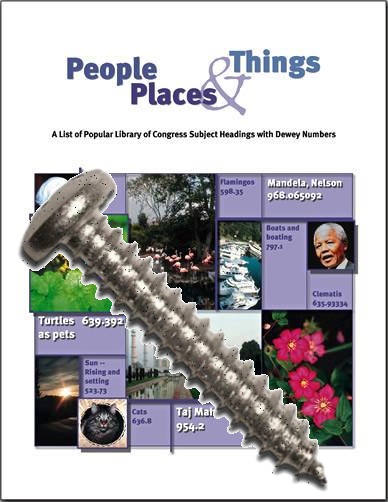 People
Places
&
Things
A List of Popular Library of Congress Subject Headings with Dewey Numbers
Flamingos
598.35
Mandela, Nelson
968.065092
Boats and
boating
797.1
Clematis
635.93334
Turtles 639.392
as pets
Sun --
Rising and
setting
523.73
Cats
636.8
Taj Mah
954.2